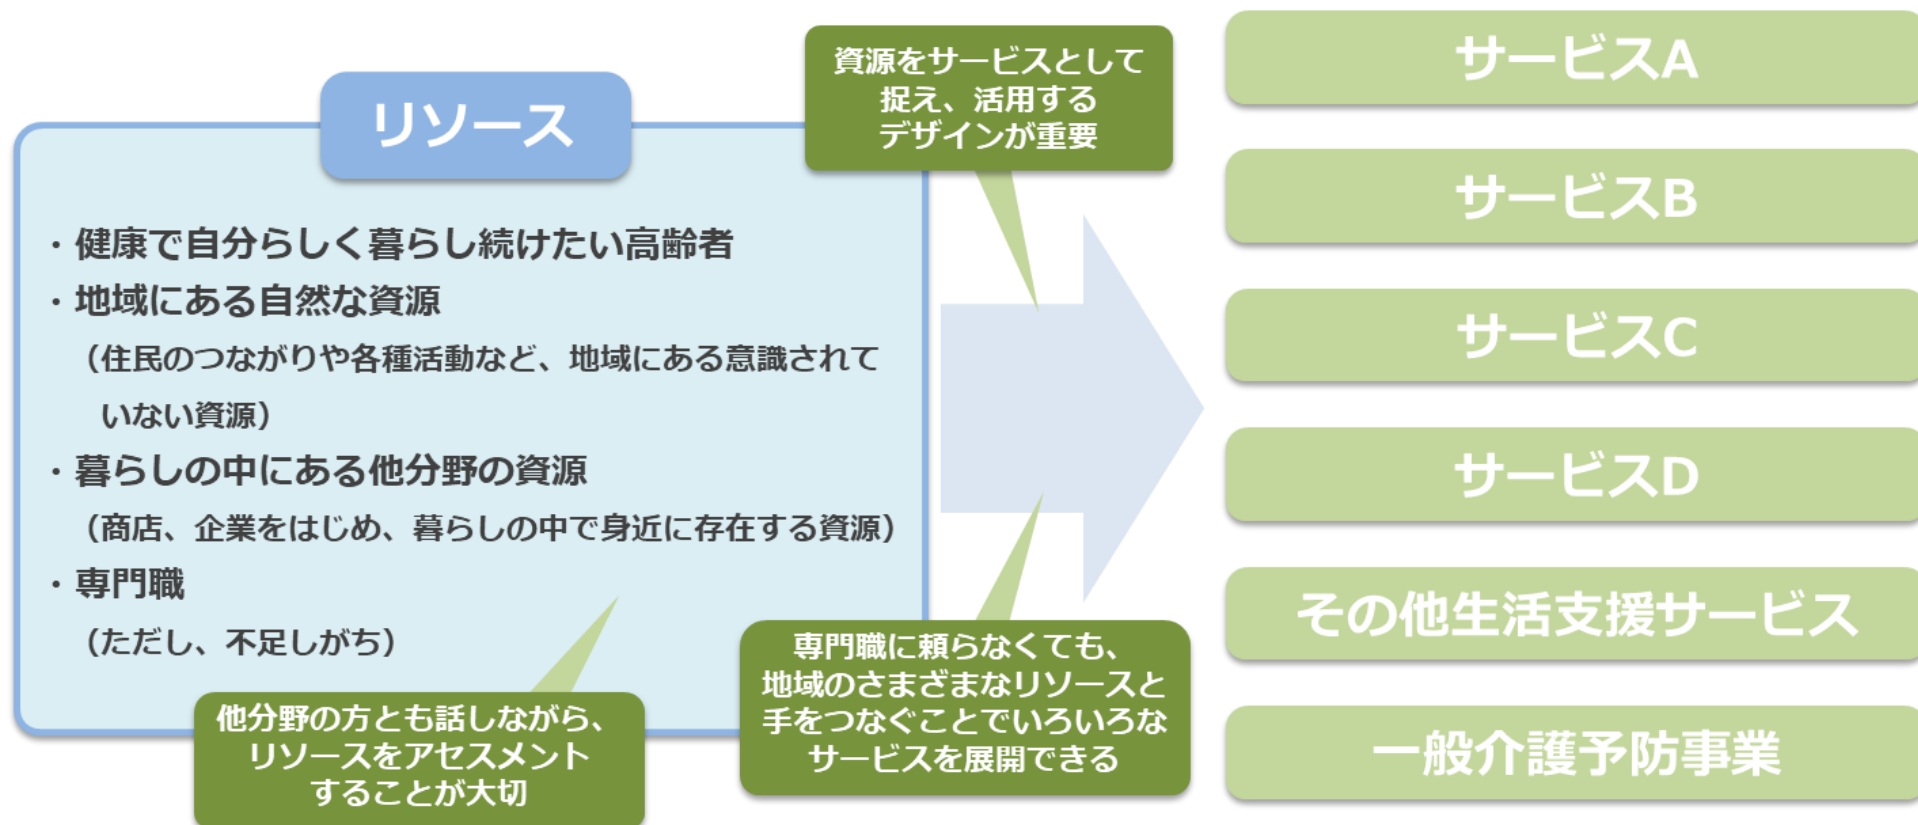 リソース
・健康で自分らしく暮らし続けたい高齢者
・地域にある自然な資源
（住民のつながりや各種活動など、地域にある意識されて
いない資源）
・暮らしの中にある他分野の資源
（商店、企業をはじめ、暮らしの中で身近に存在する資源）
・専門職
（ただし、不足しがち）
他分野の方とも話しながら、
リソースをアセスメント
することが大切
資源をサービスとして
捉え、活用する
デザインが重要
専門職に頼らなくても、
地域のさまざまなリソースと
手をつなぐことでいろいろな
サービスを展開できる
サービスA
サービスB
サービスC
サービスD
その他生活支援サービス
一般介護予防事業